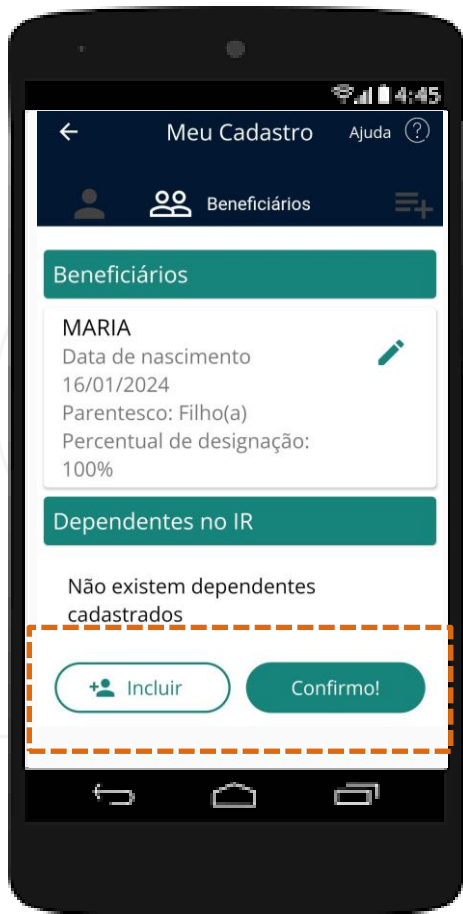 4:45
Meu Cadastro Ajuda ?
Beneficiários
Beneficiários
MARIA
Data de nascimento
16/01/2024
Parentesco: Filho(a)
Percentual de designação:
100%
Dependentes no IR
Não existem dependentes
cadastrados
Incluir Confirmo!